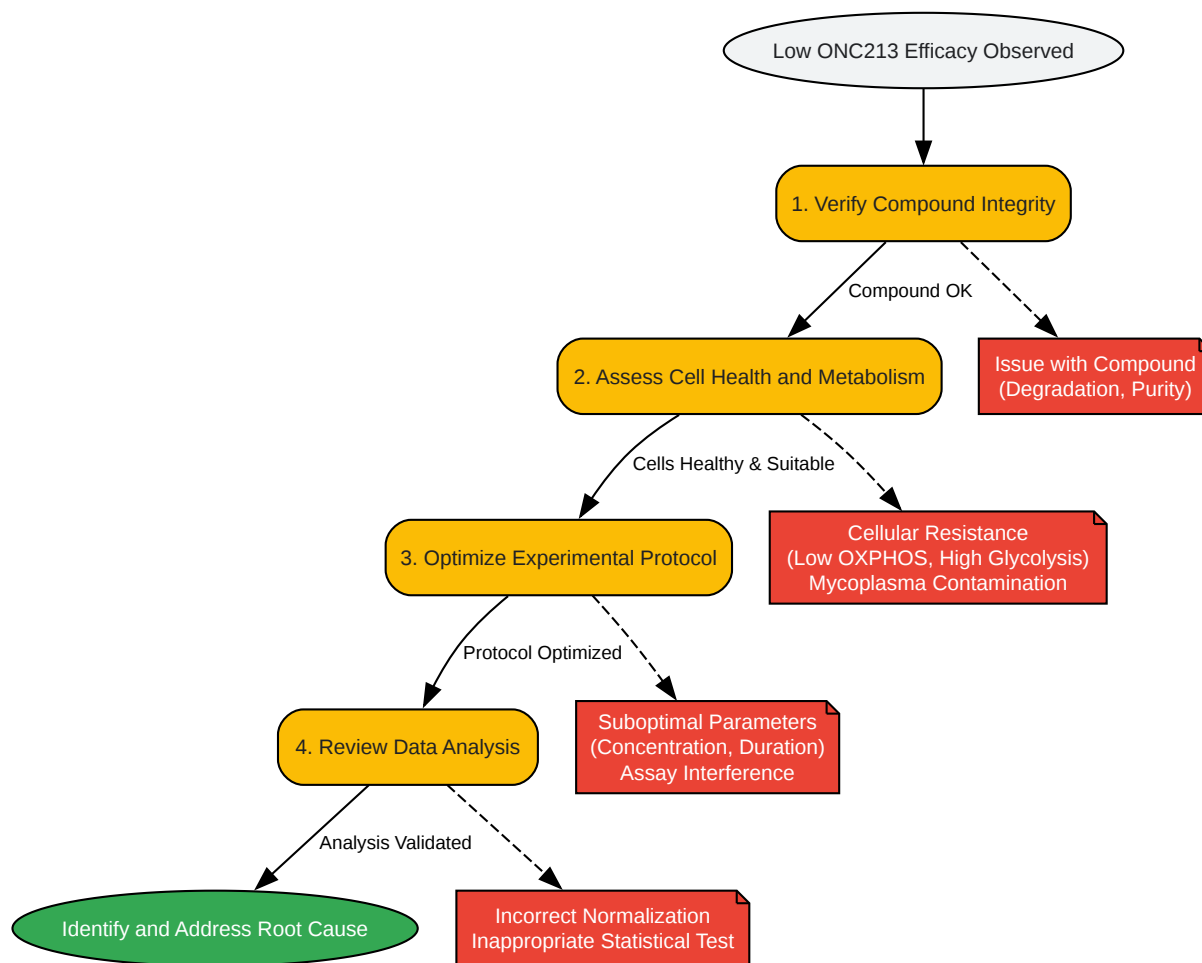 Low ONC213 Efficacy Observed
1. Verify Compound Integrity
Compound OK
Issue with Compound
(Degradation, Purity)
2. Assess Cell Health and Metabolism
Cells Healthy & Suitable
Cellular Resistance
(Low OXPHOS, High Glycolysis)
Mycoplasma Contamination
3. Optimize Experimental Protocol
Protocol Optimized
Suboptimal Parameters
(Concentration, Duration)
Assay Interference
4. Review Data Analysis
Analysis Validated
Identify and Address Root Cause
Incorrect Normalization
Inappropriate Statistical Test